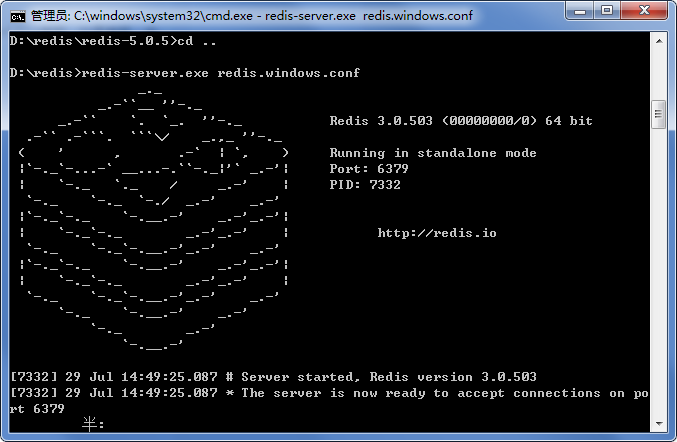 管理员: C:\windows\system32\cmd.exe - redis-server.exe  redis.windows.conf
D:\redis\redis-5.0.5>cd ..
D:\redis>redis-server.exe redis.windows.conf
Redis 3.0.503 (00000000/0) 64 bit
Running in standalone mode
Port: 6379
PID: 7332
http://redis.io
[7332] 29 Jul 14:49:25.087 # Server started, Redis version 3.0.503
[7332] 29 Jul 14:49:25.087 * The server is now ready to accept connections on po
rt 6379
半: